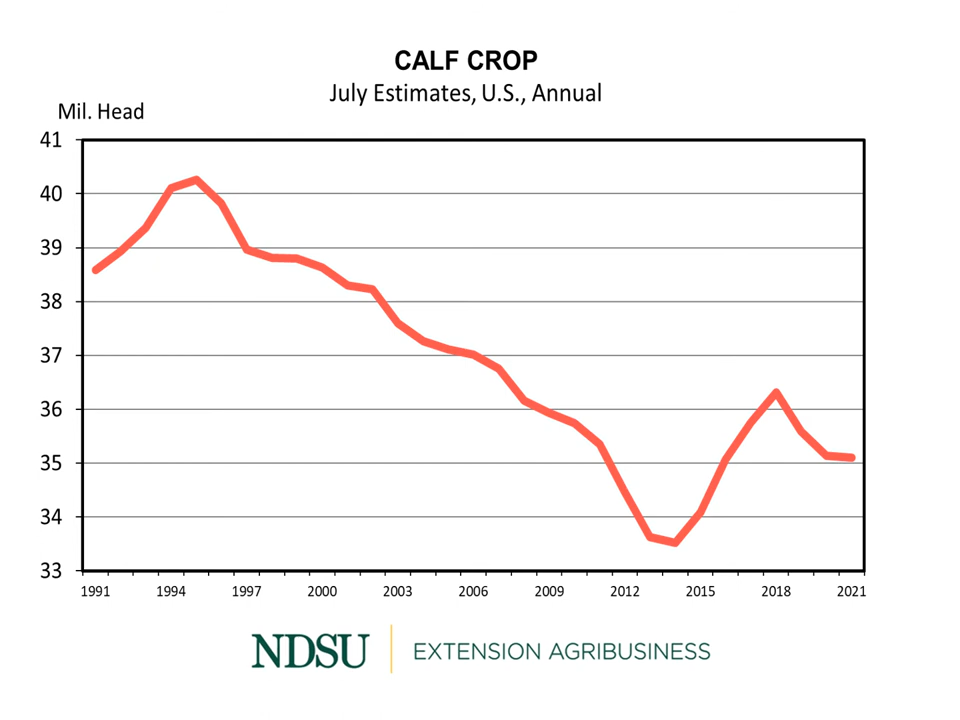 CALF CROP
July Estimates, U.S., Annual
Mil. Head
41
40
39
38
37
36
35
34
33
1991 1994 1997 2000 2003 2006 2009 2012 2015 2018 2021
NDSU EXTENSION AGRIBUSINESS